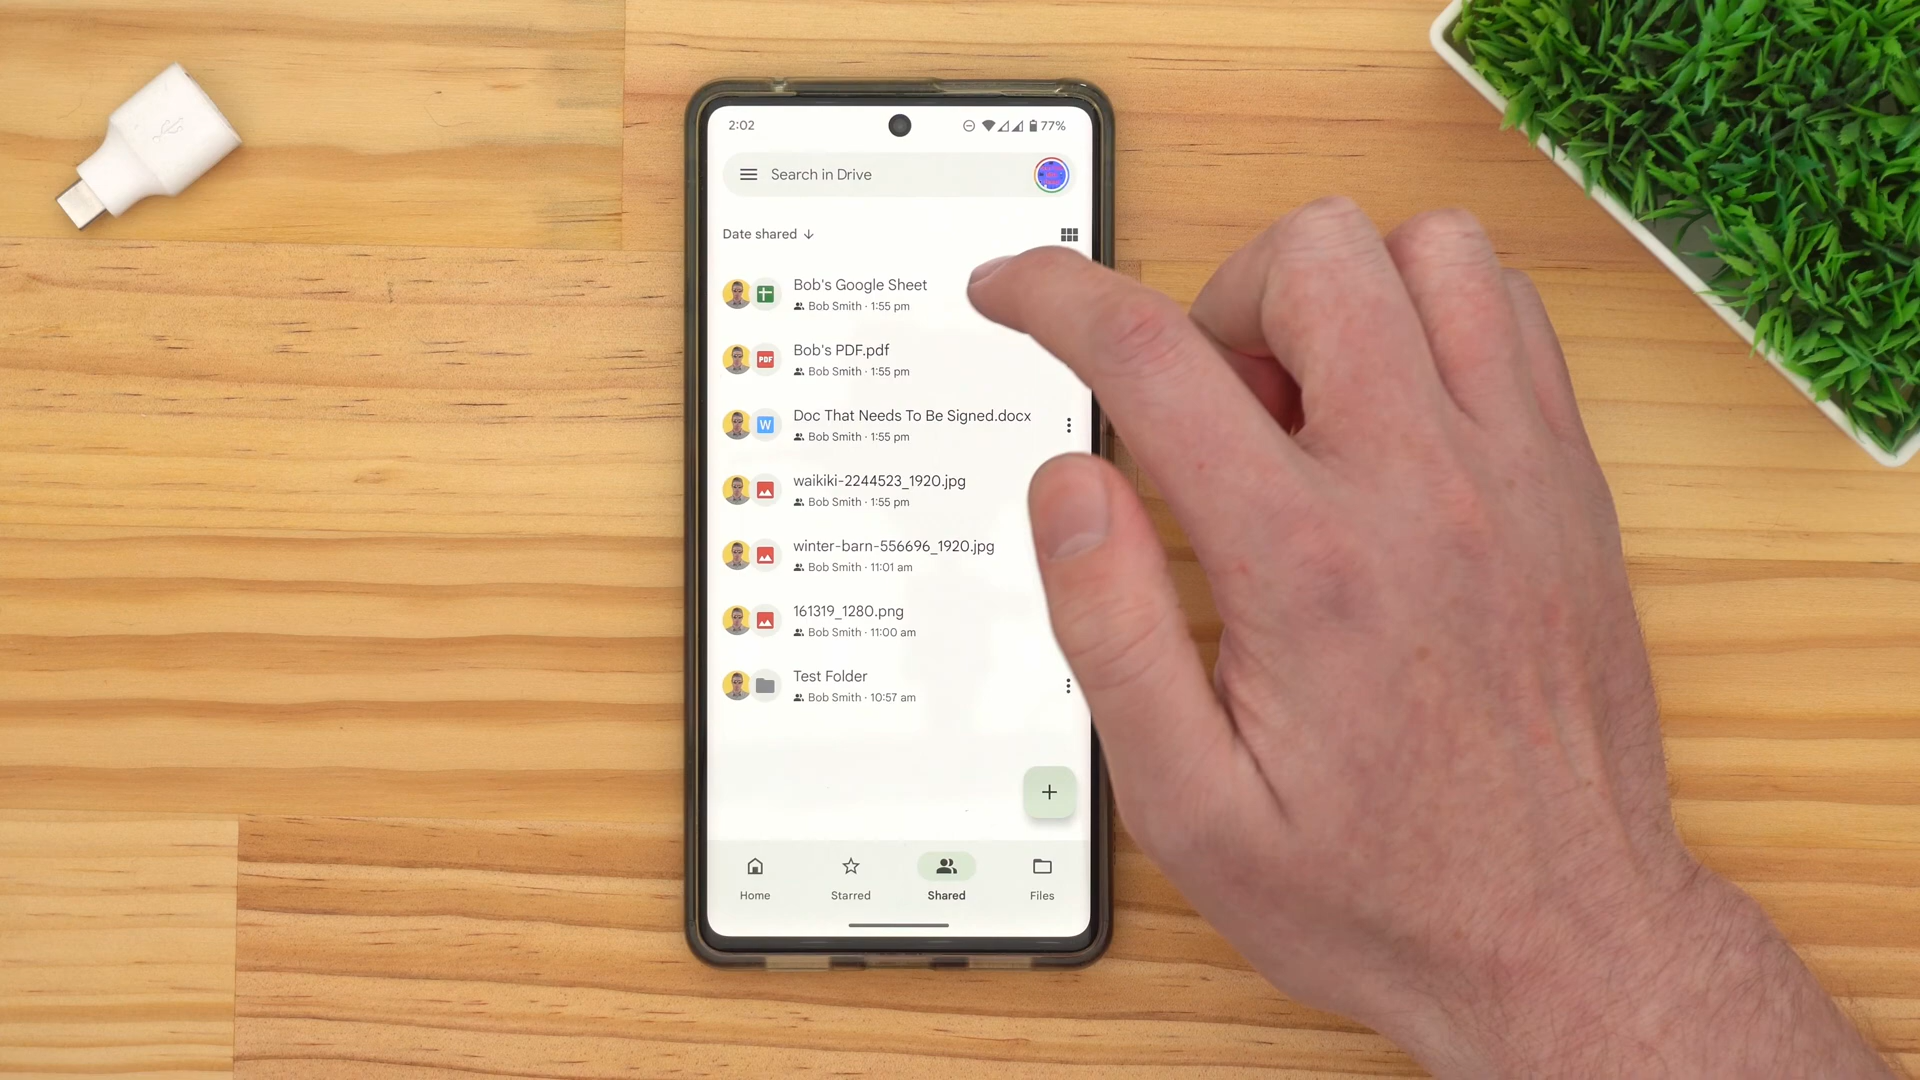 2:02
77%
Search in Drive
Date shared
Bob's Google Sheet
Bob Smith · 1:55 pm
PDF
Bob's PDF.pdf
Bob Smith · 1:55 pm
W
Doc That Needs To Be Signed.docx
Bob Smith · 1:55 pm
waikiki-2244523_1920.jpg
Bob Smith · 1:55 pm
winter-barn-556696_1920.jpg
Bob Smith · 11:01 am
161319_1280.png
Bob Smith · 11:00 am
Test Folder
Bob Smith · 10:57 am
Home
Starred
Shared
Files